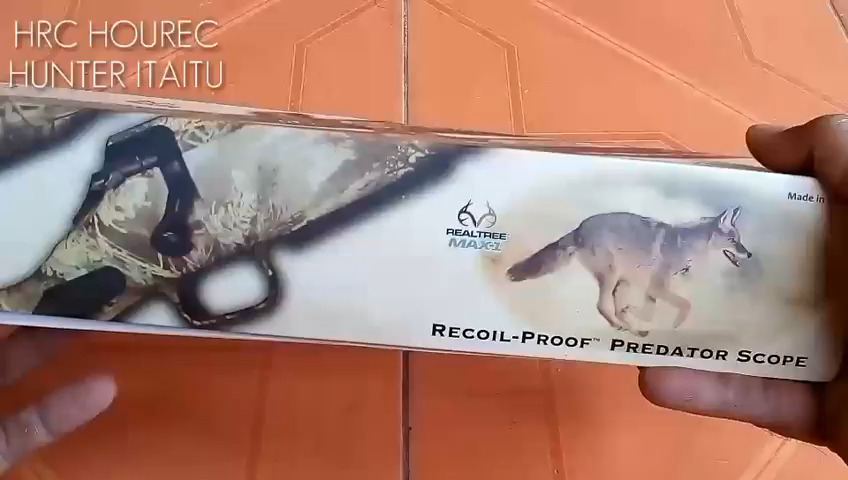 HRC HOUREC
HUNTER ITAITU
Made in
REALTREE
MAX-1
RECOIL-PROOF™ PREDATOR SCOPE